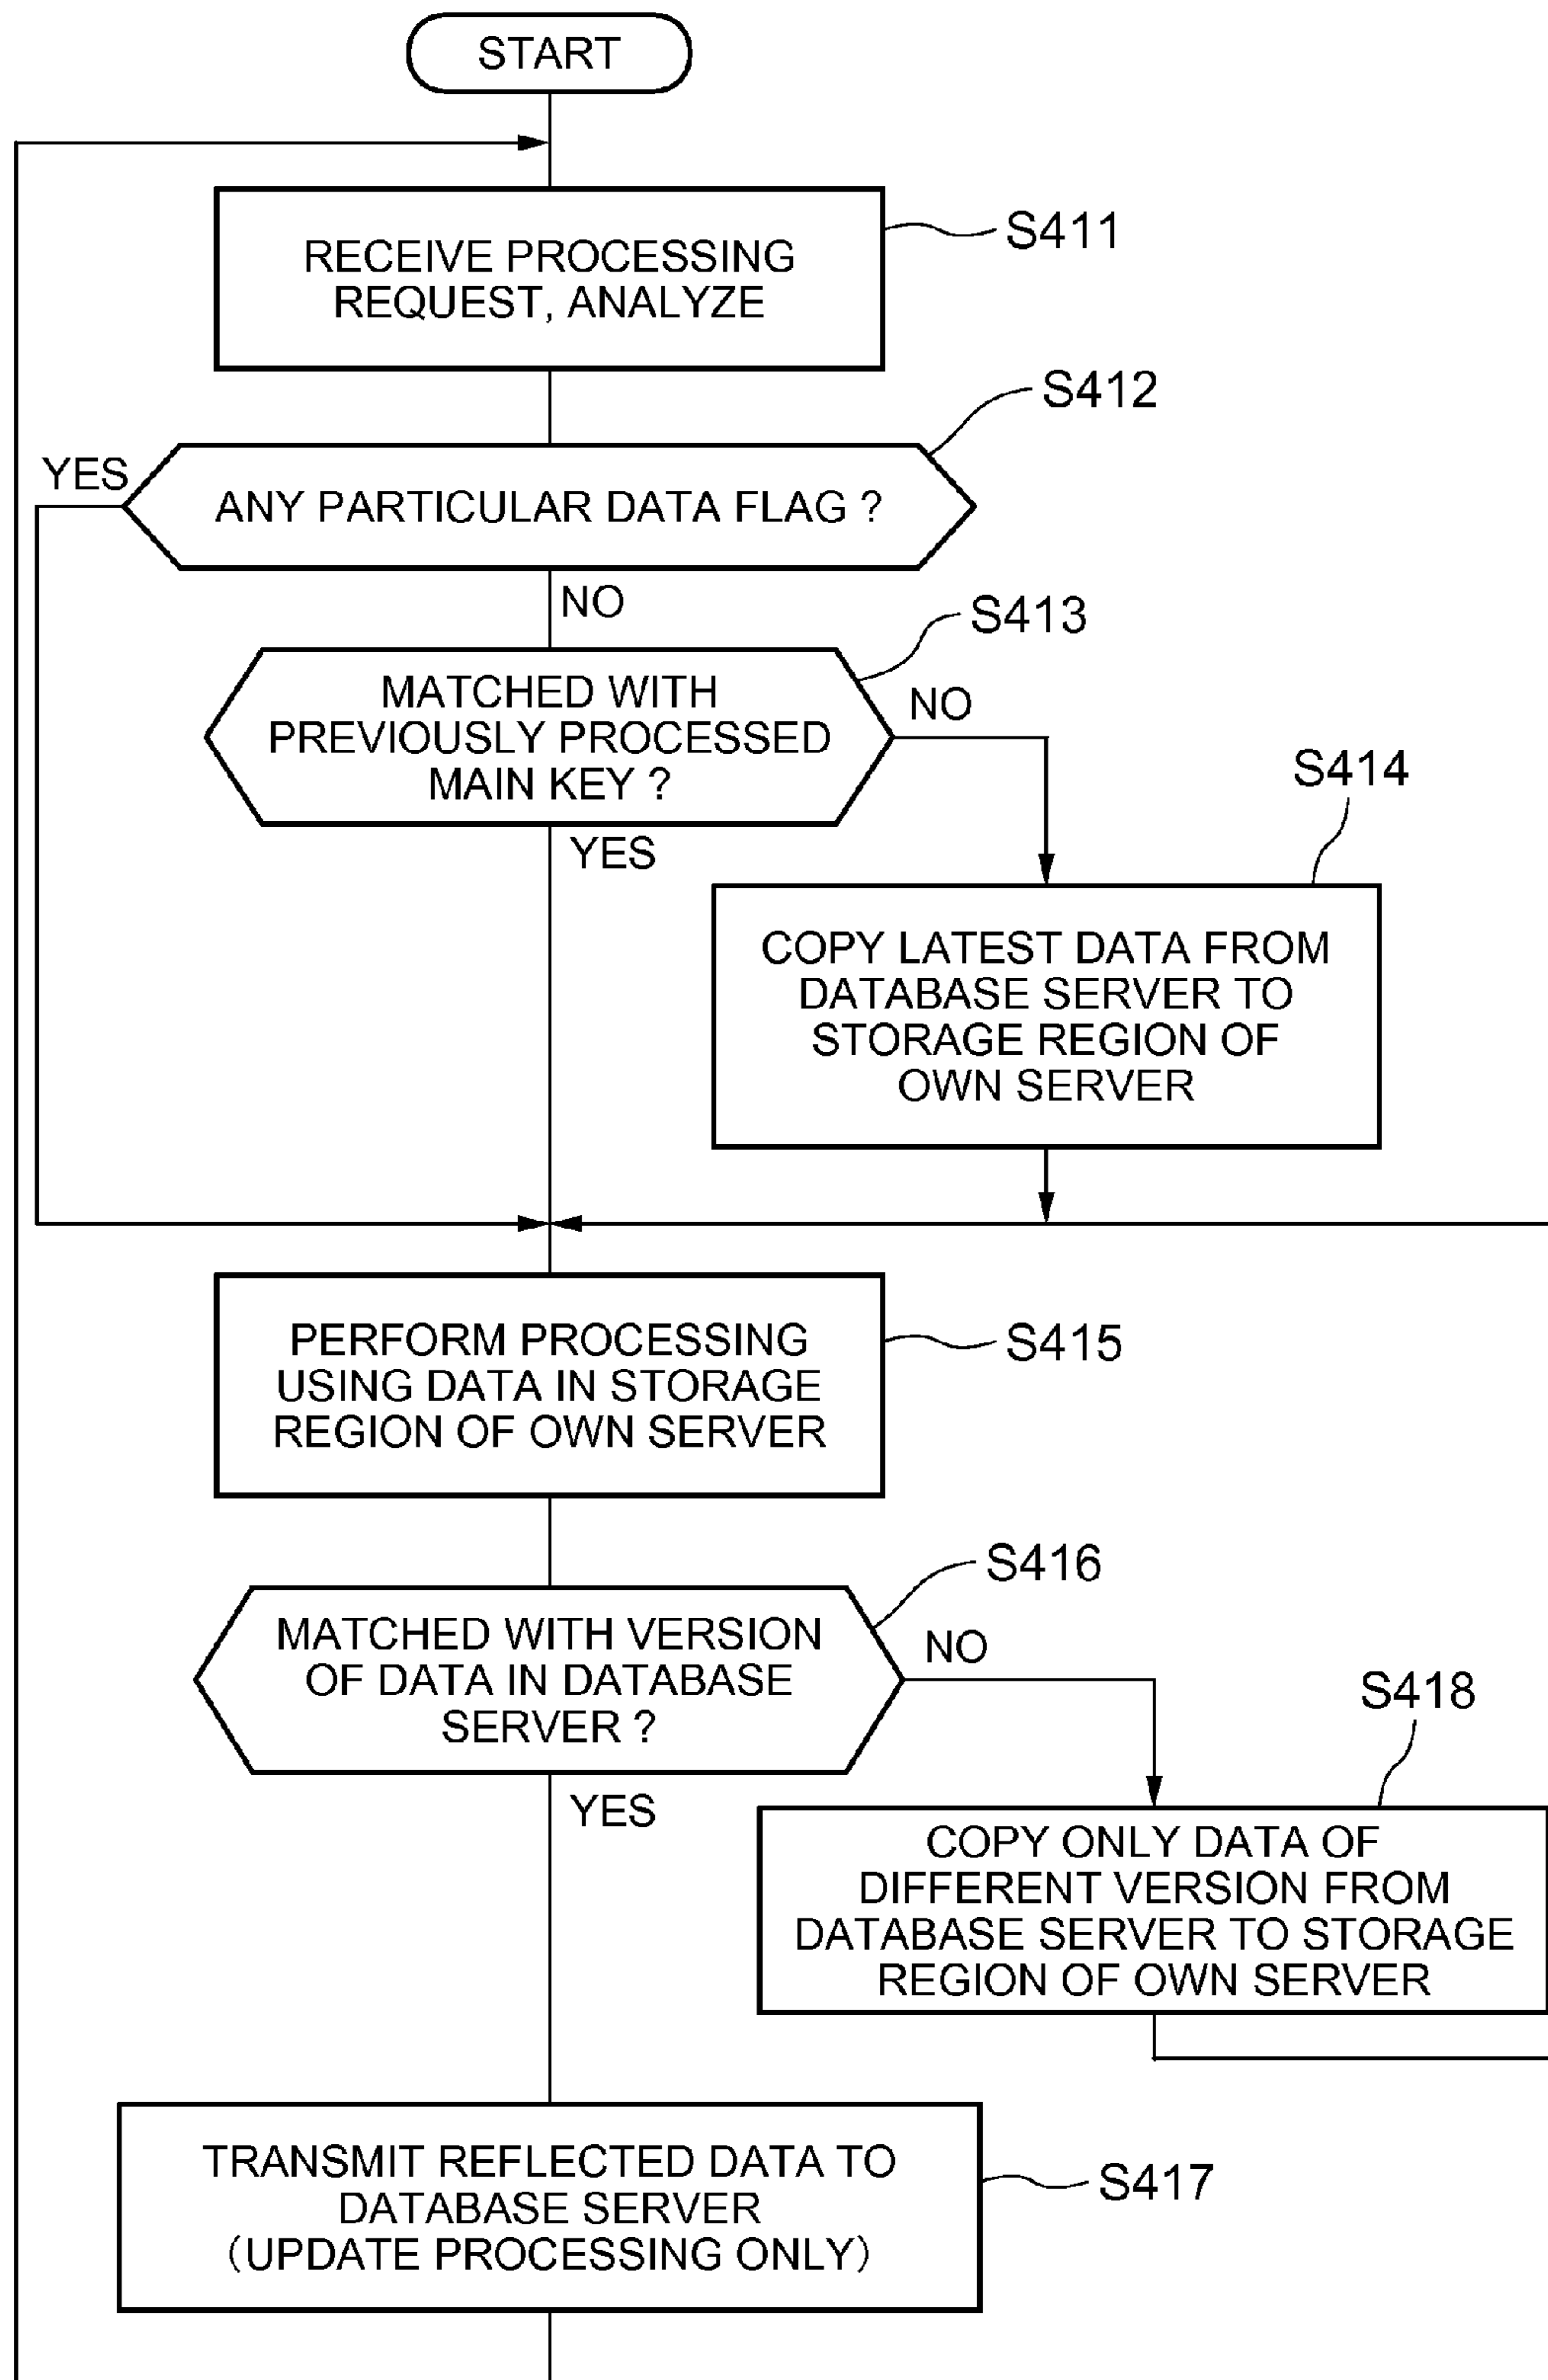 START
RECEIVE PROCESSING
REQUEST, ANALYZE
S411
S412
YES
ANY PARTICULAR DATA FLAG ?
NO
S413
MATCHED WITH
PREVIOUSLY PROCESSED
MAIN KEY ?
NO
S414
YES
COPY LATEST DATA FROM
DATABASE SERVER TO
STORAGE REGION OF
OWN SERVER
PERFORM PROCESSING
USING DATA IN STORAGE
REGION OF OWN SERVER
S415
S416
MATCHED WITH VERSION
OF DATA IN DATABASE
SERVER ?
NO
S418
YES
COPY ONLY DATA OF
DIFFERENT VERSION FROM
DATABASE SERVER TO STORAGE
REGION OF OWN SERVER
TRANSMIT REFLECTED DATA TO
DATABASE SERVER
(UPDATE PROCESSING ONLY)
S417